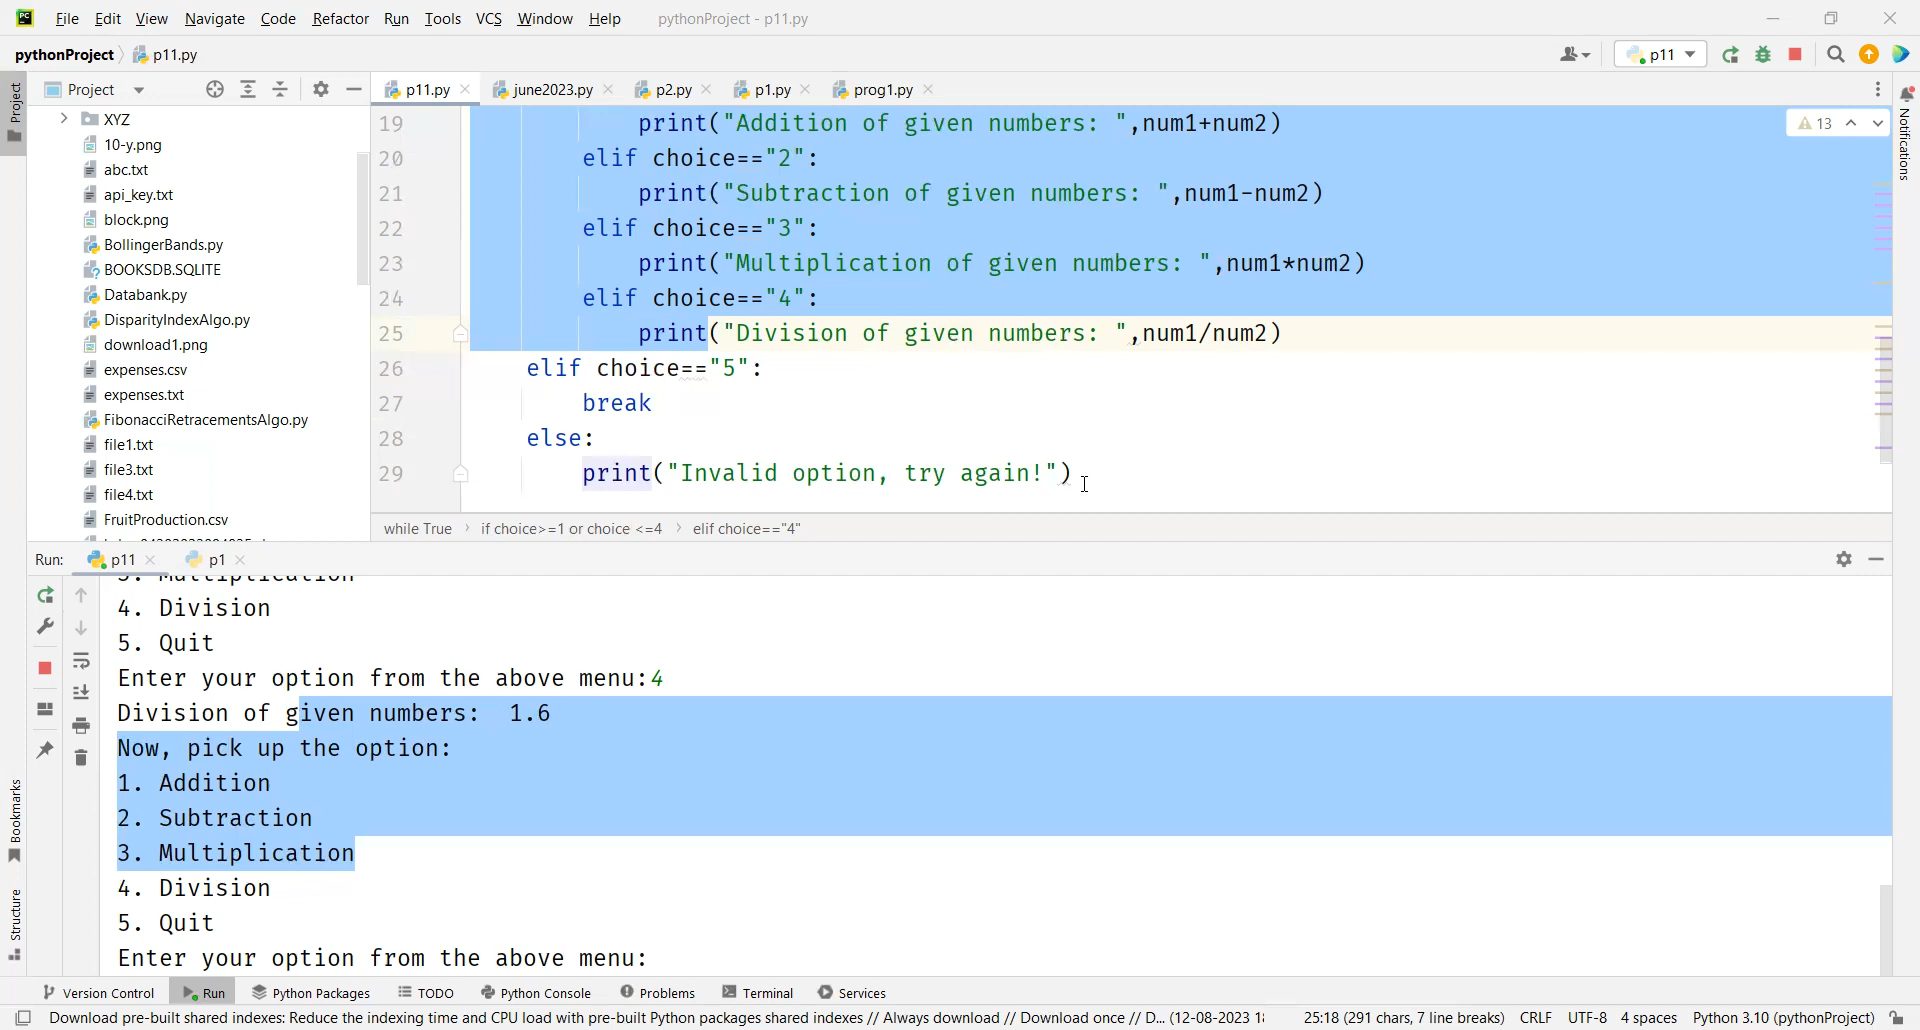 PC File Edit View Navigate Code Refactor Run Tools VCS Window Help pythonProject - p11.py
pythonProject p11.py p11
Project p11.py june2023.py p2.py p1.py prog1.py
XYZ
10-y.png
abc.txt
api_key.txt
block.png
BollingerBands.py
BOOKSDB.SQLITE
Databank.py
DisparityIndexAlgo.py
download1.png
expenses.csv
expenses.txt
FibonacciRetracementsAlgo.py
file1.txt
file3.txt
file4.txt
FruitProduction.csv
19 print("Addition of given numbers: ",num1+num2)
20 elif choice=="2":
21 print("Subtraction of given numbers: ",num1-num2)
22 elif choice=="3":
23 print("Multiplication of given numbers: ",num1*num2)
24 elif choice=="4":
25 print("Division of given numbers: ",num1/num2)
26 elif choice=="5":
27 break
28 else:
29 print("Invalid option, try again!")
13
while True if choice>=1 or choice <=4 elif choice=="4"
Project
Notifications
Bookmarks
Structure
Run: p11 p1
3. Multiplication
4. Division
5. Quit
Enter your option from the above menu:4
Division of given numbers:  1.6
Now, pick up the option:
1. Addition
2. Subtraction
3. Multiplication
4. Division
5. Quit
Enter your option from the above menu:
Version Control Run Python Packages TODO Python Console Problems Terminal Services
Download pre-built shared indexes: Reduce the indexing time and CPU load with pre-built Python packages shared indexes // Always download // Download once // D... (12-08-2023 25:18 (291 chars, 7 line breaks) CRLF UTF-8 4 spaces Python 3.10 (pythonProject)